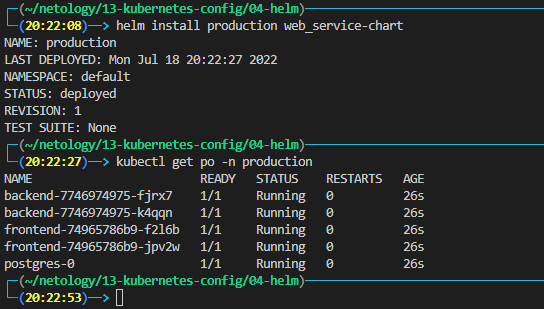 (~/netology/13-kubernetes-config/04-helm)
(20:22:08)──> helm install production web_service-chart
NAME: production
LAST DEPLOYED: Mon Jul 18 20:22:27 2022
NAMESPACE: default
STATUS: deployed
REVISION: 1
TEST SUITE: None
(~/netology/13-kubernetes-config/04-helm)
(20:22:27)──> kubectl get po -n production
NAME READY STATUS RESTARTS AGE
backend-7746974975-fjrx7 1/1 Running 0 26s
backend-7746974975-k4qqn 1/1 Running 0 26s
frontend-74965786b9-f2l6b 1/1 Running 0 26s
frontend-74965786b9-jpv2w 1/1 Running 0 26s
postgres-0 1/1 Running 0 26s
(~/netology/13-kubernetes-config/04-helm)
(20:22:53)──>